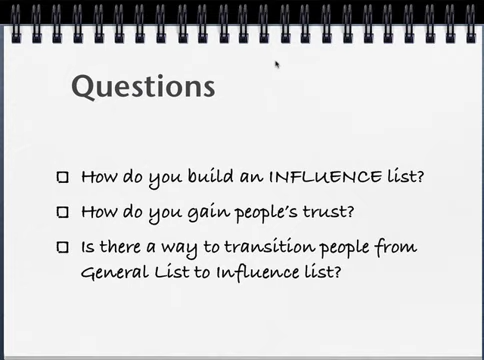 Questions
How do you build an INFLUENCE list?
How do you gain people's trust?
Is there a way to transition people from
General List to Influence list?